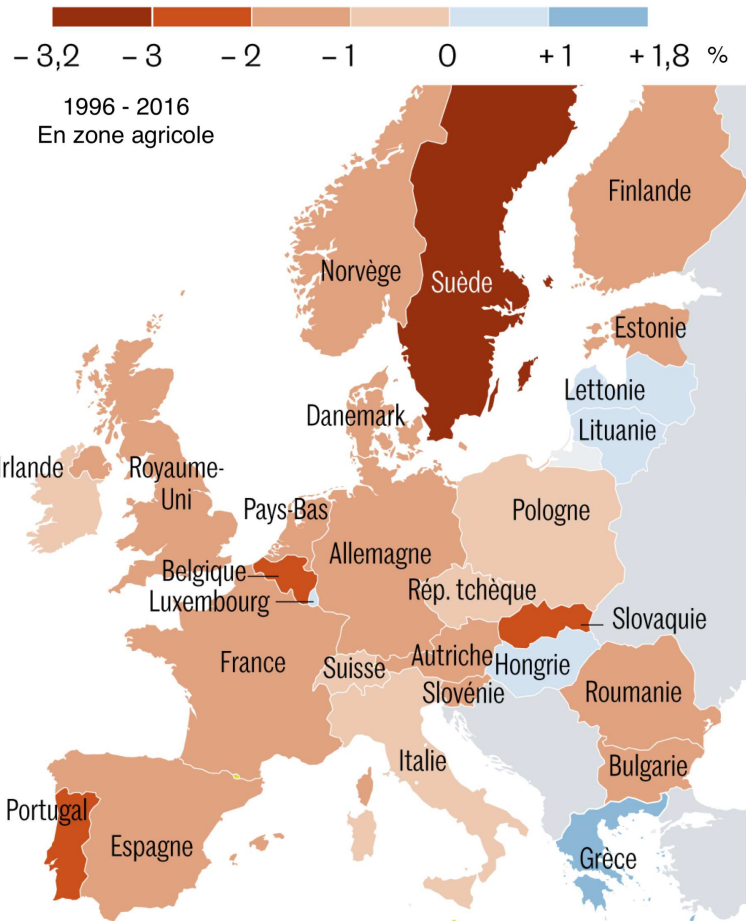 – 3,2 – 3 – 2 – 1 0 + 1 + 1,8 %
1996 - 2016
En zone agricole
Finlande
Norvège
Suède
Estonie
Lettonie
Danemark
Lituanie
Irlande
Royaume-
Uni
Pays-Bas
Pologne
Allemagne
Belgique
Rép. tchèque
Luxembourg
Slovaquie
France
Suisse
Autriche
Hongrie
Slovénie
Roumanie
Italie
Bulgarie
Portugal
Espagne
Grèce